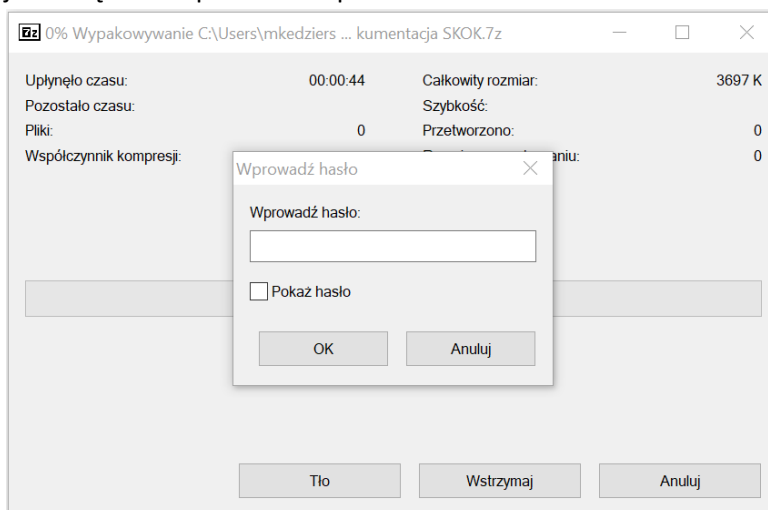 7z 0% Wypakowywanie C:\Users\mkedziers ... kumentacja SKOK.7z
Upłynęło czasu: 00:00:44 Całkowity rozmiar: 3697 K
Pozostało czasu: Szybkość:
Pliki: 0 Przetworzono: 0
Współczynnik kompresji: aniu: 0
Wprowadź hasło
Wprowadź hasło:
Pokaż hasło
OK Anuluj
Tło Wstrzymaj Anuluj